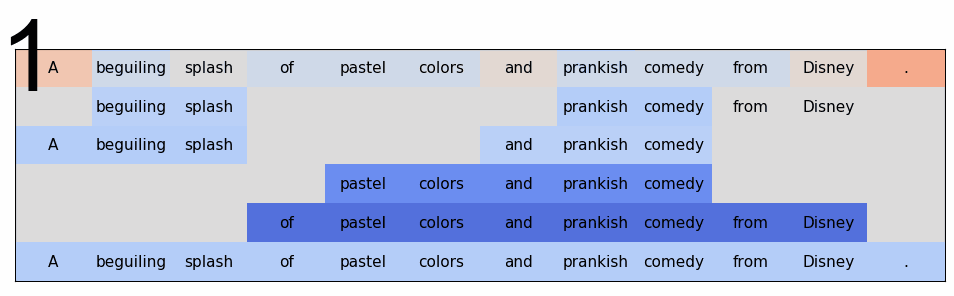 1
A beguiling splash of pastel colors and prankish comedy from Disney .
beguiling splash prankish comedy from Disney
A beguiling splash and prankish comedy
pastel colors and prankish comedy
of pastel colors and prankish comedy from Disney
A beguiling splash of pastel colors and prankish comedy from Disney .